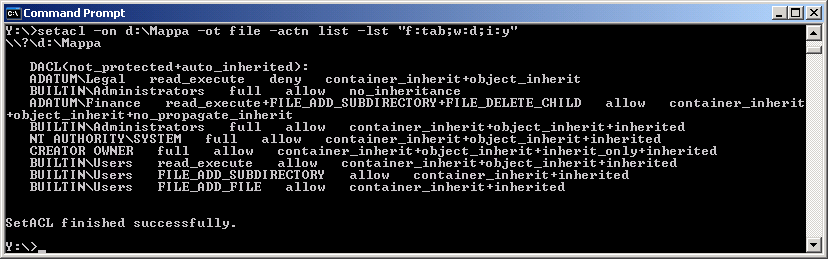 Command Prompt
Y:\>setacl -on d:\Mappa -ot file -actn list -lst "f:tab;w:d;i:y"
\\?\d:\Mappa
DACL(not_protected+auto_inherited):
ADATUM\Legal   read_execute   deny   container_inherit+object_inherit
BUILTIN\Administrators   full   allow   no_inheritance
ADATUM\Finance   read_execute+FILE_ADD_SUBDIRECTORY+FILE_DELETE_CHILD   allow   container_inherit
+object_inherit+no_propagate_inherit
BUILTIN\Administrators   full   allow   container_inherit+object_inherit+inherited
NT AUTHORITY\SYSTEM   full   allow   container_inherit+object_inherit+inherited
CREATOR OWNER   full   allow   container_inherit+object_inherit+inherit_only+inherited
BUILTIN\Users   read_execute   allow   container_inherit+object_inherit+inherited
BUILTIN\Users   FILE_ADD_SUBDIRECTORY   allow   container_inherit+inherited
BUILTIN\Users   FILE_ADD_FILE   allow   container_inherit+inherited
SetACL finished successfully.
Y:\>_